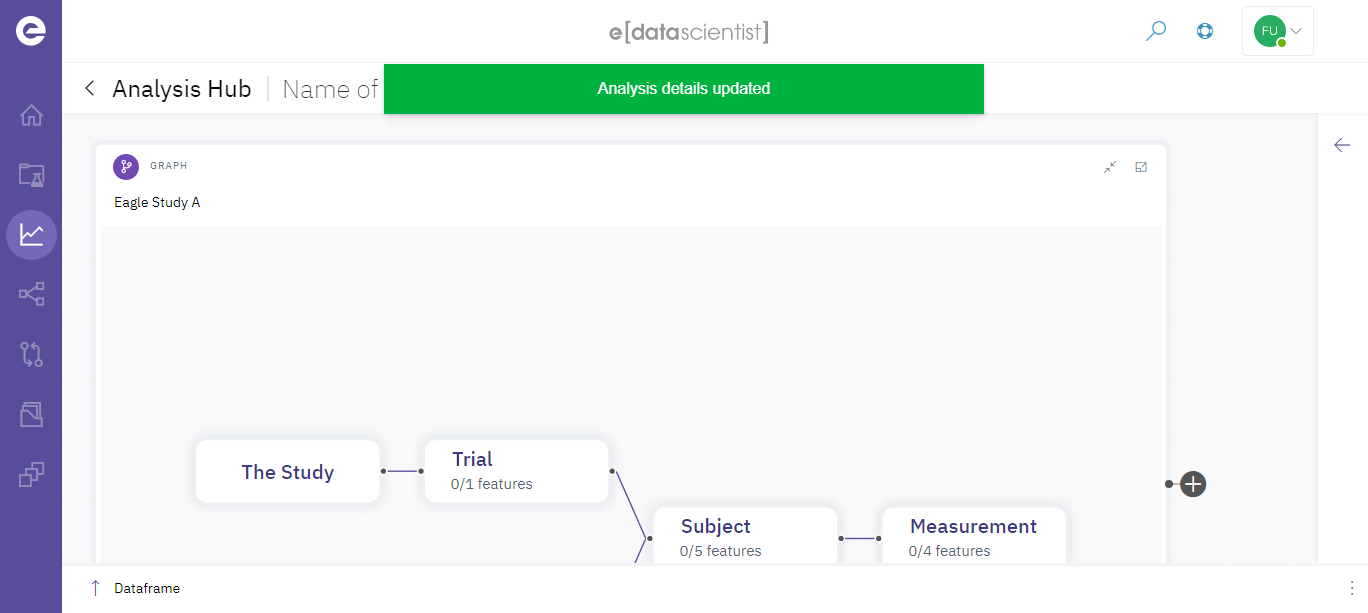 e[datascientist]
FU
Analysis Hub
Name of
Analysis details updated
GRAPH
Eagle Study A
The Study
Trial
0/1 features
Subject
0/5 features
Measurement
0/4 features
Dataframe